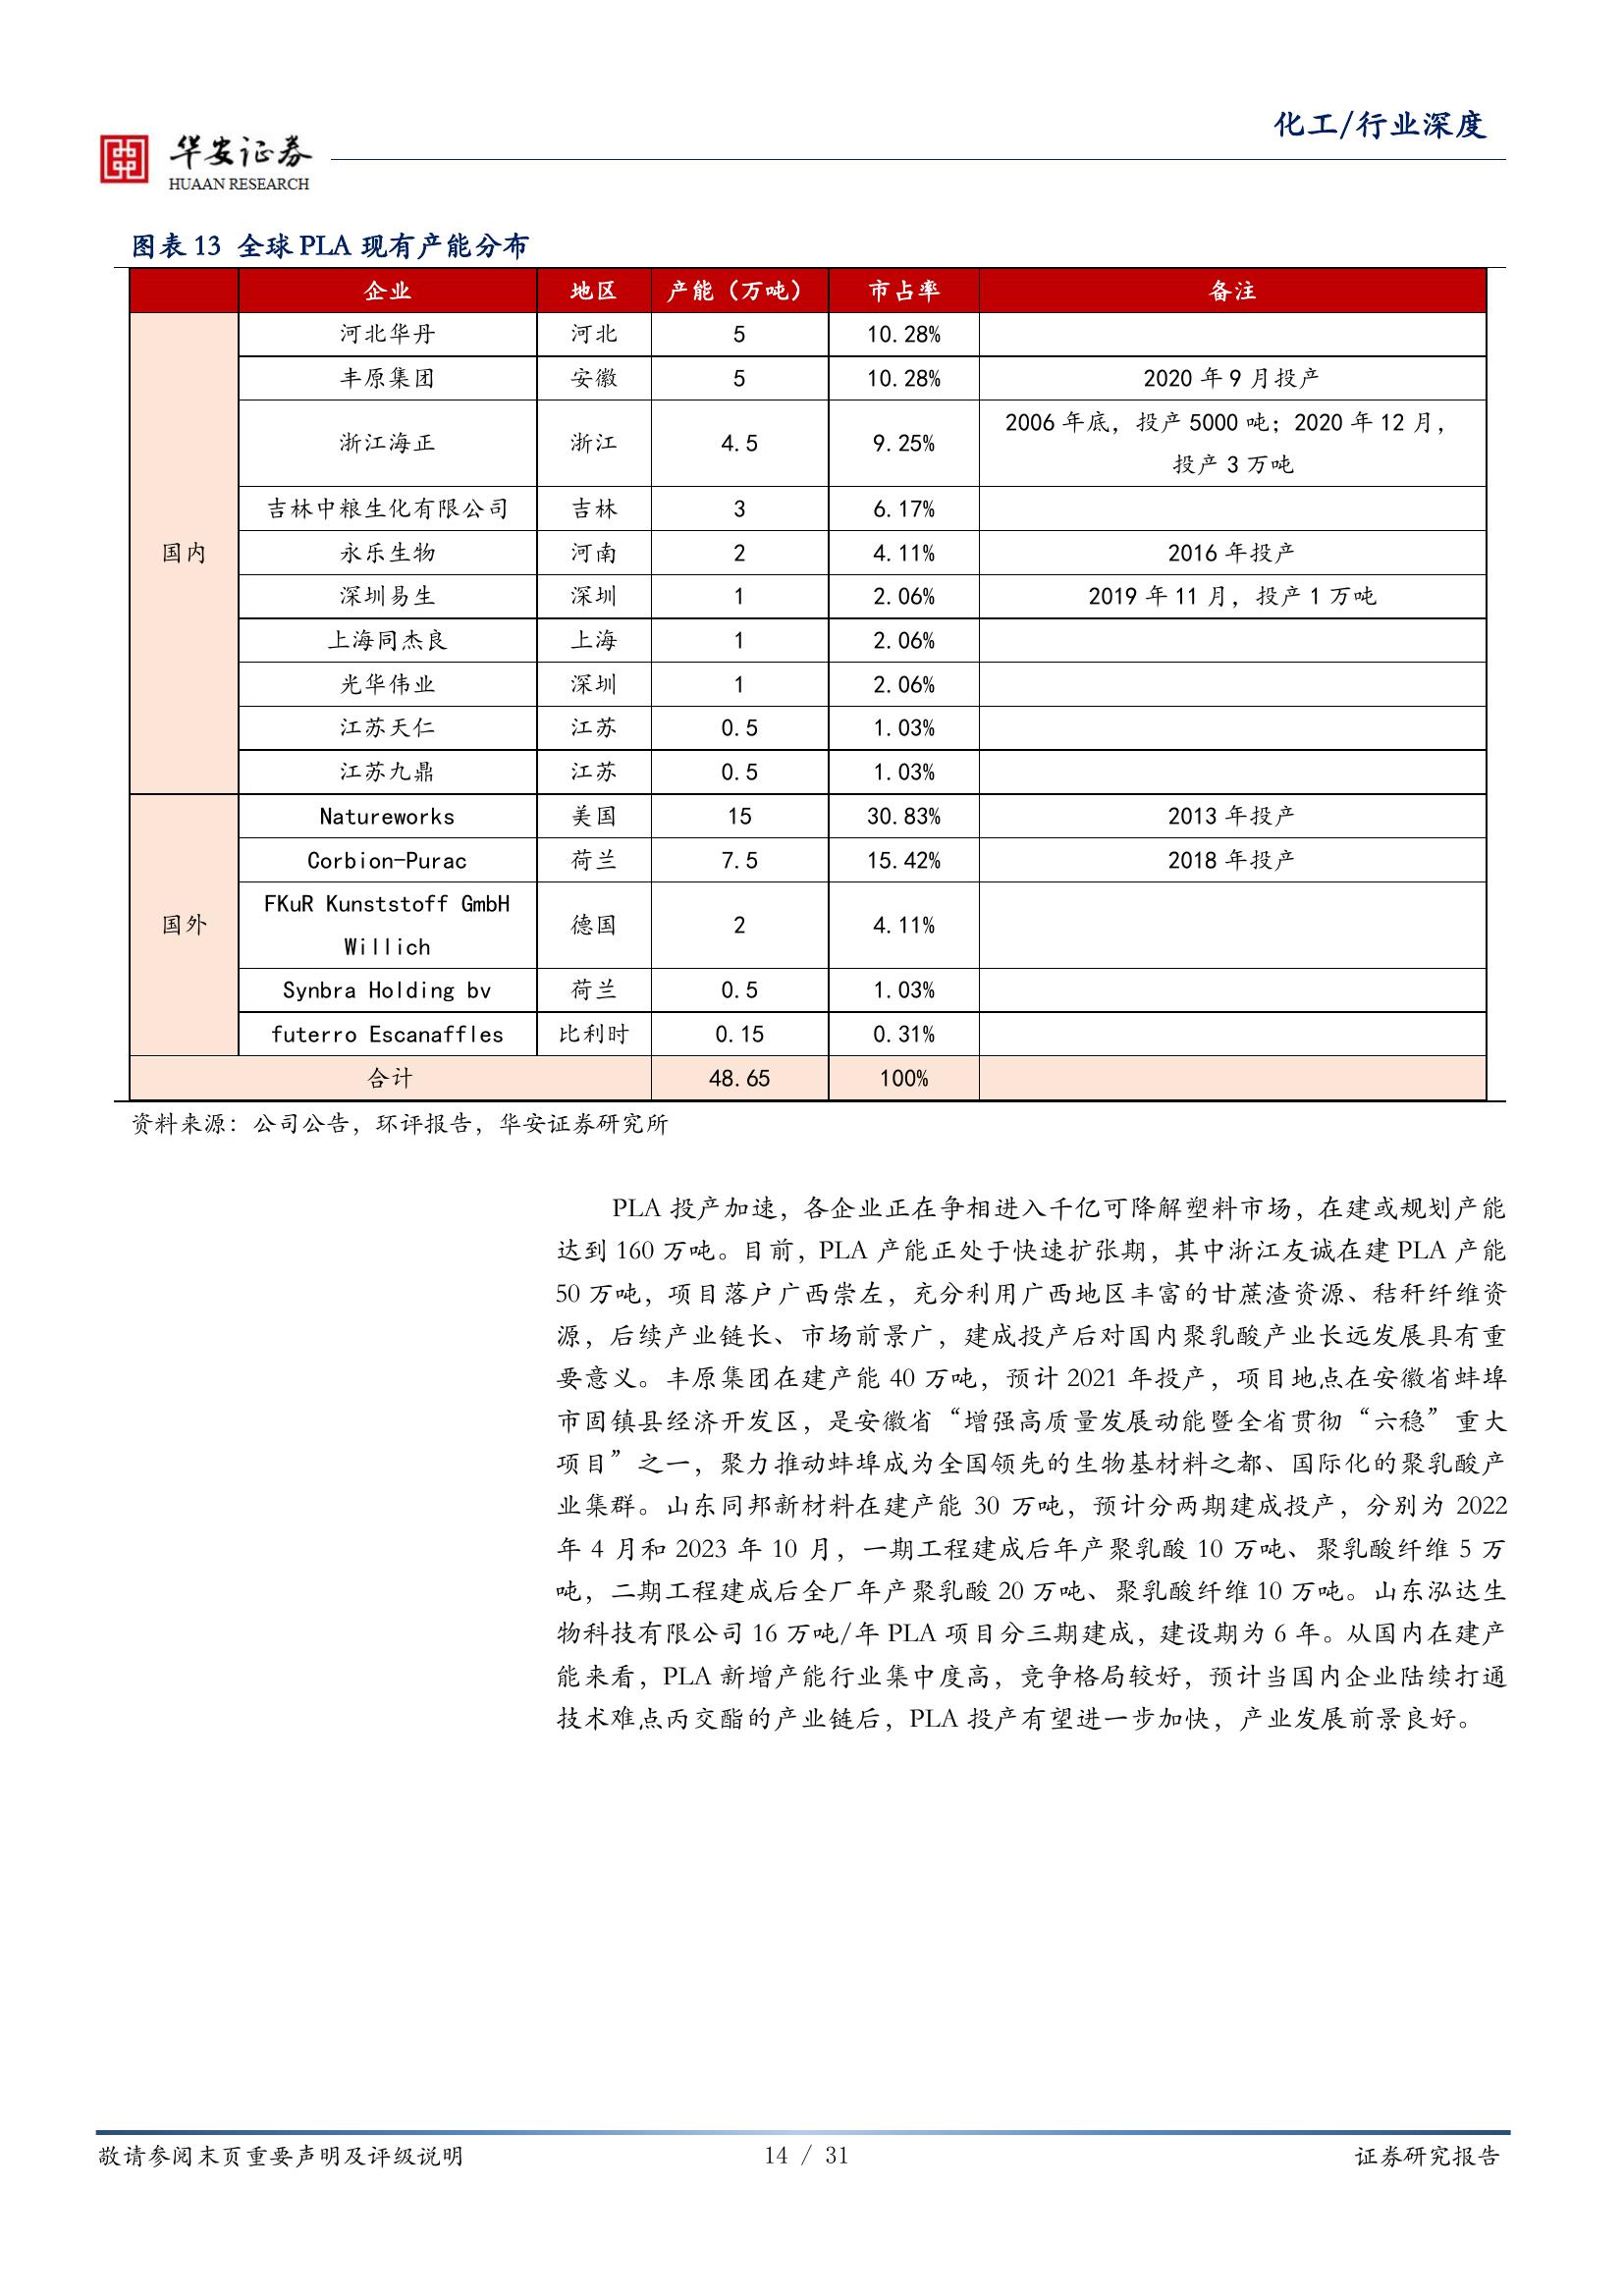 化工/行业深度
华安证券
HUAAN RESEARCH
图表 13 全球 PLA 现有产能分布
企业 地区 产能（万吨） 市占率 备注
河北华丹 河北 5 10.28%
丰原集团 安徽 5 10.28% 2020 年 9 月投产
浙江海正 浙江 4.5 9.25% 2006 年底，投产 5000 吨；2020 年 12 月，
投产 3 万吨
吉林中粮生化有限公司 吉林 3 6.17%
国内 永乐生物 河南 2 4.11% 2016 年投产
深圳易生 深圳 1 2.06% 2019 年 11 月，投产 1 万吨
上海同杰良 上海 1 2.06%
光华伟业 深圳 1 2.06%
江苏天仁 江苏 0.5 1.03%
江苏九鼎 江苏 0.5 1.03%
Natureworks 美国 15 30.83% 2013 年投产
Corbion-Purac 荷兰 7.5 15.42% 2018 年投产
国外 FKuR Kunststoff GmbH
Willich 德国 2 4.11%
Synbra Holding bv 荷兰 0.5 1.03%
futerro Escanaffles 比利时 0.15 0.31%
合计 48.65 100%
资料来源：公司公告，环评报告，华安证券研究所
PLA 投产加速，各企业正在争相进入千亿可降解塑料市场，在建或规划产能
达到 160 万吨。目前，PLA 产能正处于快速扩张期，其中浙江友诚在建 PLA 产能
50 万吨，项目落户广西崇左，充分利用广西地区丰富的甘蔗渣资源、秸秆纤维资
源，后续产业链长、市场前景广，建成投产后对国内聚乳酸产业长远发展具有重
要意义。丰原集团在建产能 40 万吨，预计 2021 年投产，项目地点在安徽省蚌埠
市固镇县经济开发区，是安徽省“增强高质量发展动能暨全省贯彻“六稳”重大
项目”之一，聚力推动蚌埠成为全国领先的生物基材料之都、国际化的聚乳酸产
业集群。山东同邦新材料在建产能 30 万吨，预计分两期建成投产，分别为 2022
年 4 月和 2023 年 10 月，一期工程建成后年产聚乳酸 10 万吨、聚乳酸纤维 5 万
吨，二期工程建成后全厂年产聚乳酸 20 万吨、聚乳酸纤维 10 万吨。山东泓达生
物科技有限公司 16 万吨/年 PLA 项目分三期建成，建设期为 6 年。从国内在建产
能来看，PLA 新增产能行业集中度高，竞争格局较好，预计当国内企业陆续打通
技术难点丙交酯的产业链后，PLA 投产有望进一步加快，产业发展前景良好。
敬请参阅末页重要声明及评级说明 14 / 31 证券研究报告